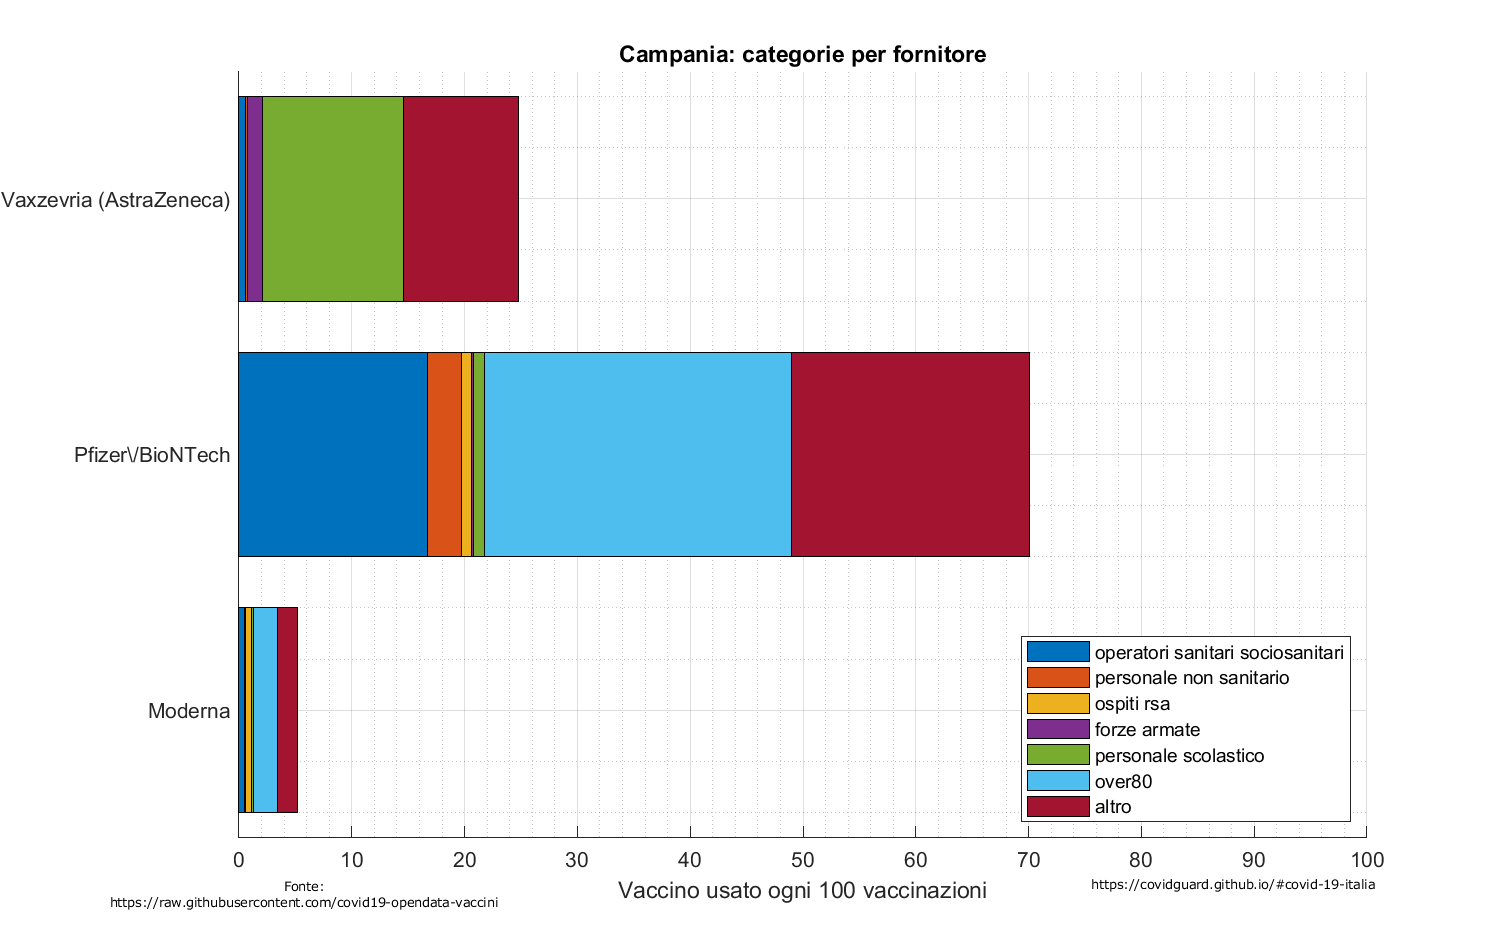 Campania: categorie per fornitore
Vaxzevria (AstraZeneca)
Pfizer\/BioNTech
Moderna
operatori sanitari sociosanitari
personale non sanitario
ospiti rsa
forze armate
personale scolastico
over80
altro
0 10 20 30 40 50 60 70 80 90 100
Vaccino usato ogni 100 vaccinazioni
Fonte:
https://raw.githubusercontent.com/covid19-opendata-vaccini
https://covidguard.github.io/#covid-19-italia